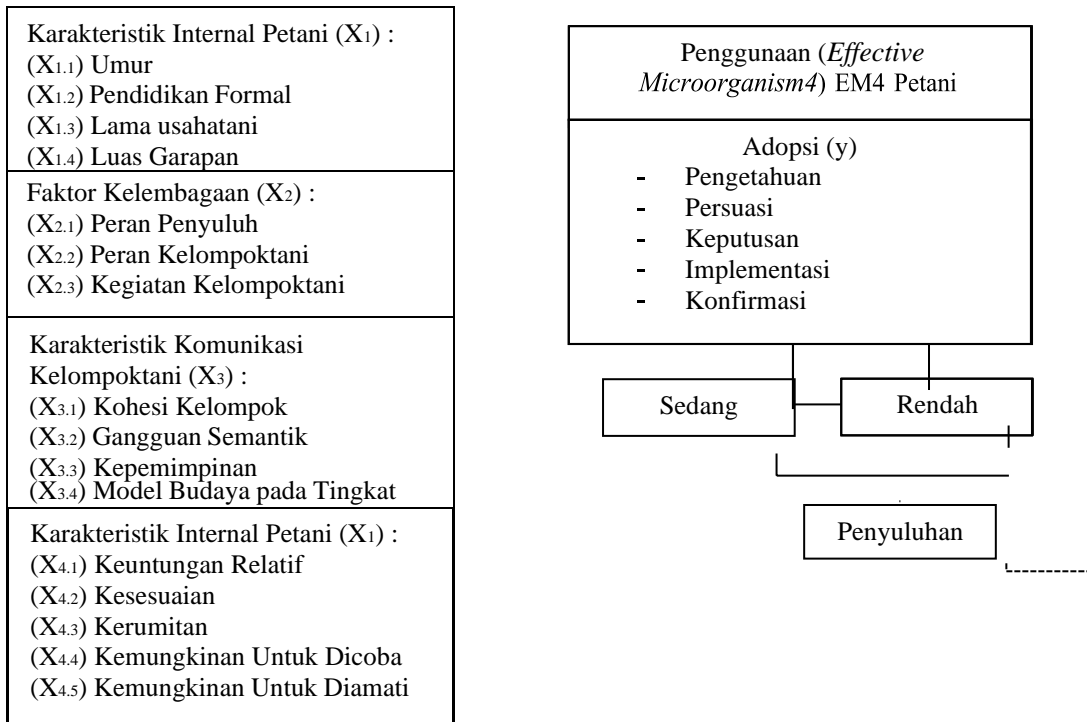 Karakteristik Internal Petani (X1) :
(X1.1) Umur
(X1.2) Pendidikan Formal
(X1.3) Lama usahatani
(X1.4) Luas Garapan
Faktor Kelembagaan (X2) :
(X2.1) Peran Penyuluh
(X2.2) Peran Kelompoktani
(X2.3) Kegiatan Kelompoktani
Karakteristik Komunikasi
Kelompoktani (X3) :
(X3.1) Kohesi Kelompok
(X3.2) Gangguan Semantik
(X3.3) Kepemimpinan
(X3.4) Model Budaya pada Tingkat
Karakteristik Internal Petani (X1) :
(X4.1) Keuntungan Relatif
(X4.2) Kesesuaian
(X4.3) Kerumitan
(X4.4) Kemungkinan Untuk Dicoba
(X4.5) Kemungkinan Untuk Diamati
Penggunaan (Effective
Microorganism4) EM4 Petani
Adopsi (y)
- Pengetahuan
- Persuasi
- Keputusan
- Implementasi
- Konfirmasi
Sedang
Rendah
Penyuluhan